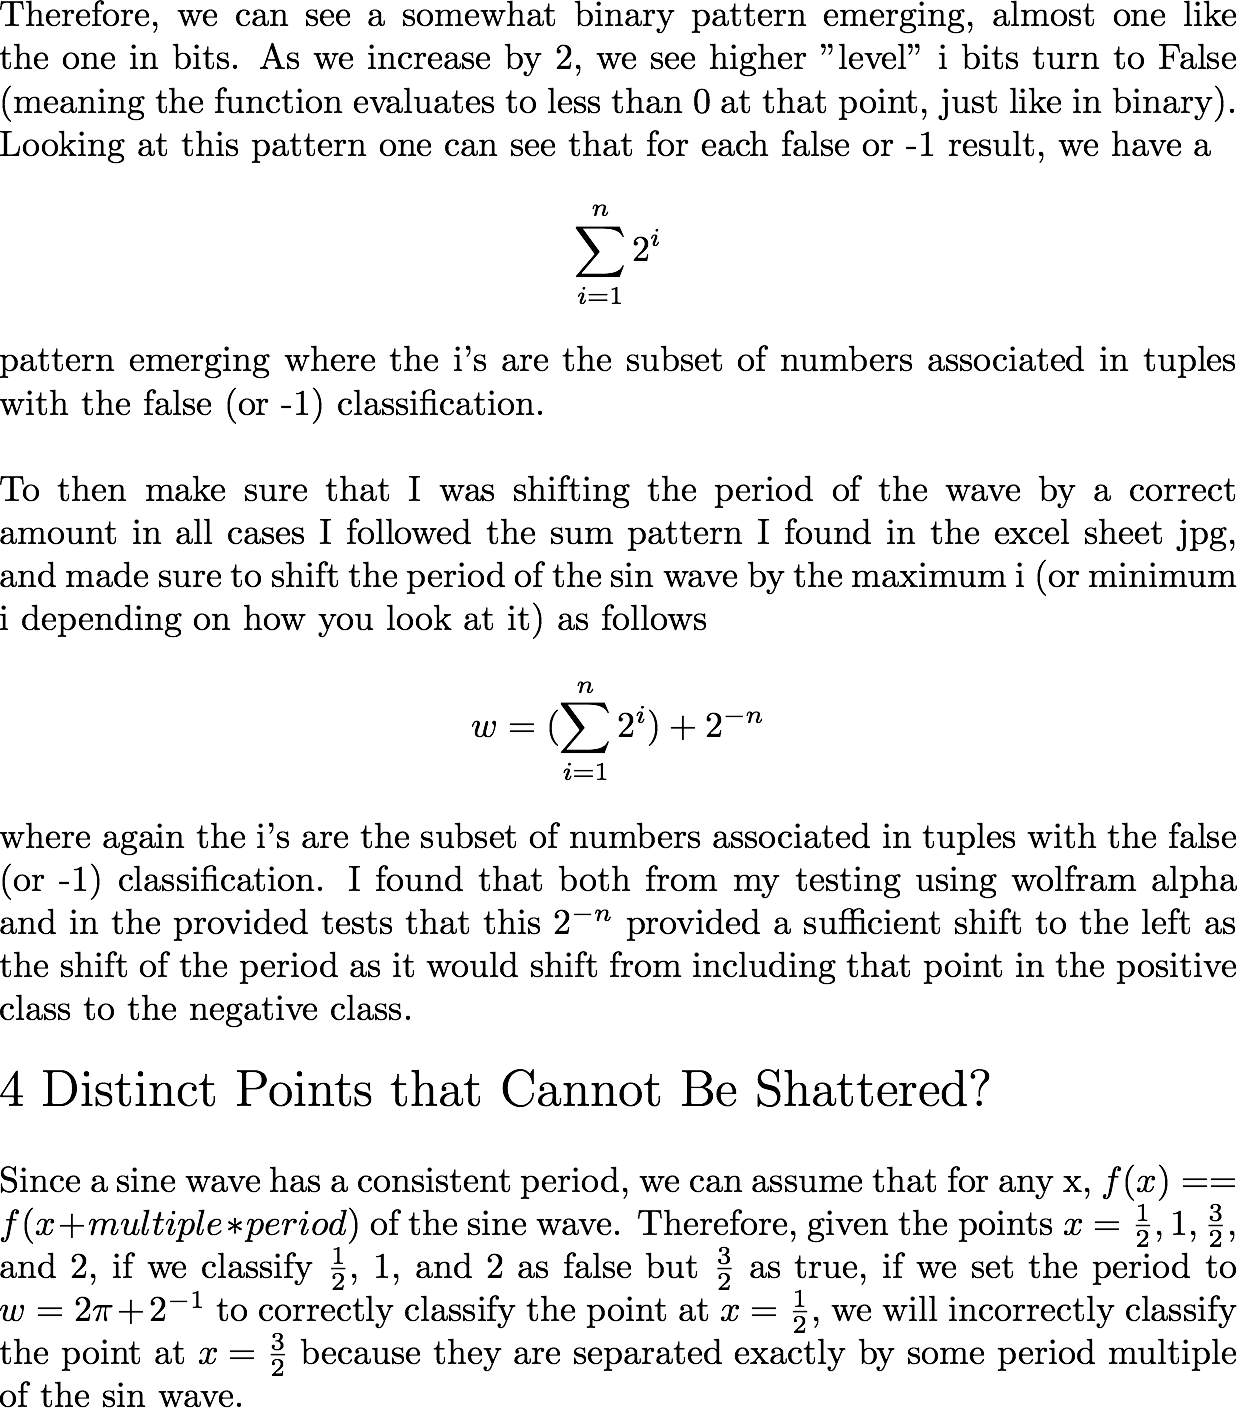 Therefore, we can see a somewhat binary pattern emerging, almost one like
the one in bits. As we increase by 2, we see higher ”level” i bits turn to False
(meaning the function evaluates to less than 0 at that point, just like in binary).
Looking at this pattern one can see that for each false or -1 result, we have a
$$\sum_{i=1}^{n} 2^i$$
pattern emerging where the i’s are the subset of numbers associated in tuples
with the false (or -1) classification.
To then make sure that I was shifting the period of the wave by a correct
amount in all cases I followed the sum pattern I found in the excel sheet jpg,
and made sure to shift the period of the sin wave by the maximum i (or minimum
i depending on how you look at it) as follows
$$w = (\sum_{i=1}^{n} 2^i) + 2^{-n}$$
where again the i’s are the subset of numbers associated in tuples with the false
(or -1) classification. I found that both from my testing using wolfram alpha
and in the provided tests that this $2^{-n}$ provided a sufficient shift to the left as
the shift of the period as it would shift from including that point in the positive
class to the negative class.
4 Distinct Points that Cannot Be Shattered?
Since a sine wave has a consistent period, we can assume that for any x, $f(x) ==$
$f(x+multiple*period)$ of the sine wave. Therefore, given the points $x = \frac{1}{2}, 1, \frac{3}{2},$
and 2, if we classify $\frac{1}{2}$, 1, and 2 as false but $\frac{3}{2}$ as true, if we set the period to
$w = 2\pi + 2^{-1}$ to correctly classify the point at $x = \frac{1}{2}$, we will incorrectly classify
the point at $x = \frac{3}{2}$ because they are separated exactly by some period multiple
of the sin wave.